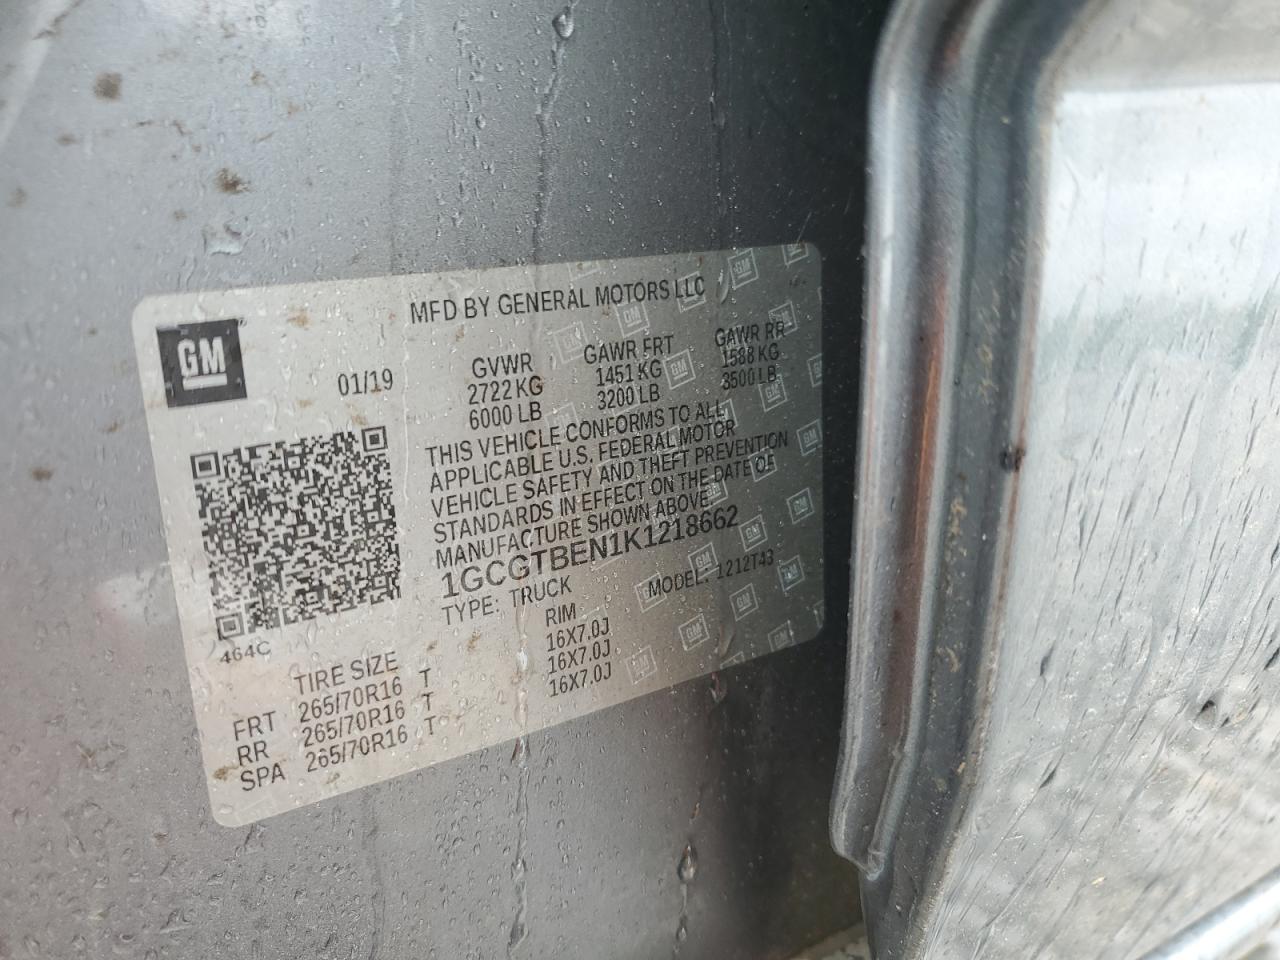 MFD BY GENERAL MOTORS LLC
GM
01/19
GVWR GAWR FRT GAWR RR
2722 KG 1451 KG 1588 KG
6000 LB 3200 LB 3500 LB
THIS VEHICLE CONFORMS TO ALL
APPLICABLE U.S. FEDERAL MOTOR
VEHICLE SAFETY AND THEFT PREVENTION
STANDARDS IN EFFECT ON THE DATE OF
MANUFACTURE SHOWN ABOVE.
1GCGTBEN1K1218662
TYPE: TRUCK MODEL: 1212T43
464C
TIRE SIZE RIM
FRT 265/70R16 T 16X7.0J
RR 265/70R16 T 16X7.0J
SPA 265/70R16 T 16X7.0J